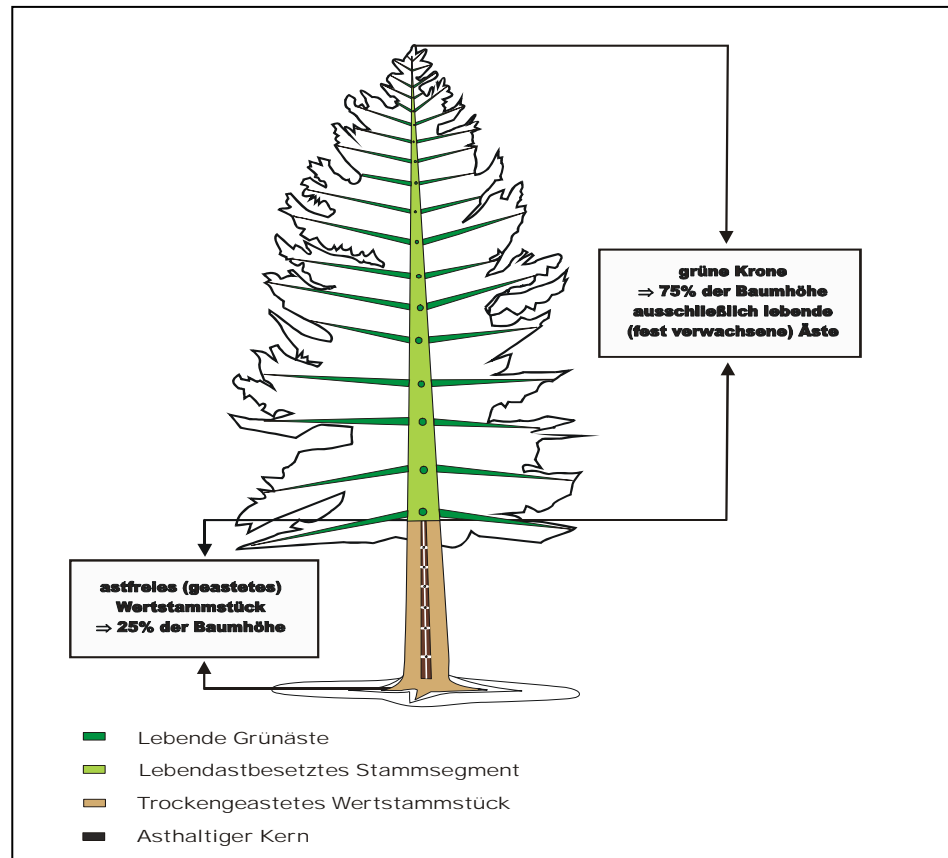 grüne Krone
⇒ 75% der Baumhöhe
ausschließlich lebende
(fest verwachsene) Äste
astfreies (geastetes)
Wertstammstück
⇒ 25% der Baumhöhe
Lebende Grünäste
Lebendastbesetztes Stammsegment
Trockengeastetes Wertstammstück
Asthaltiger Kern